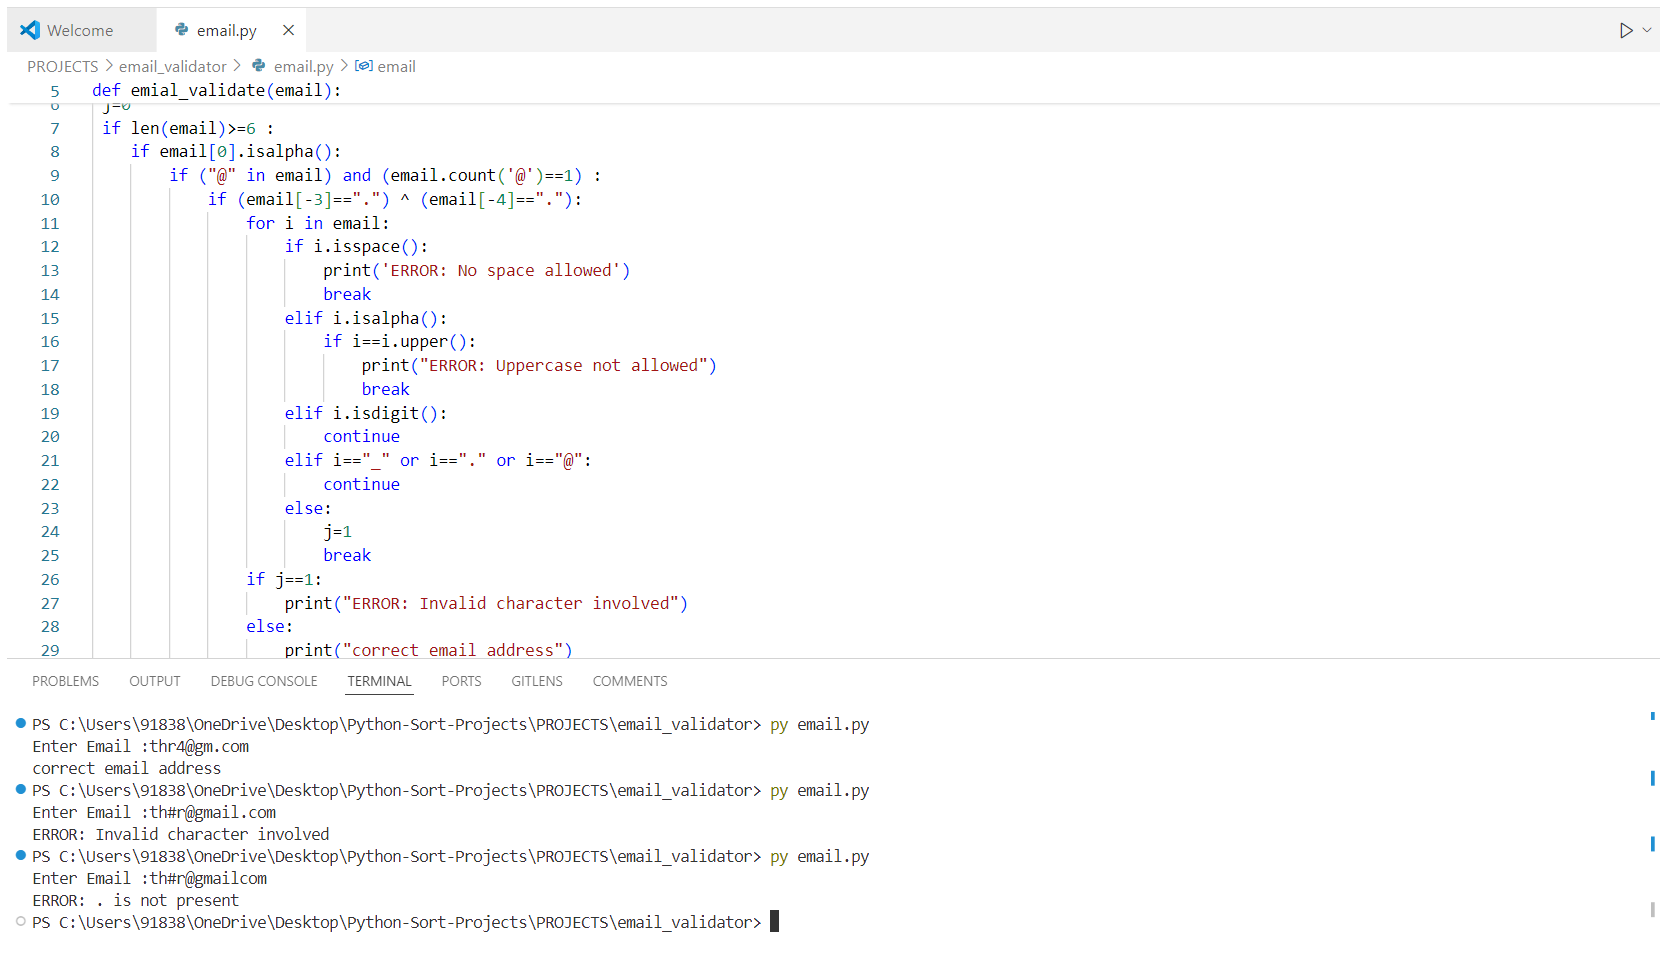 Welcome
email.py
PROJECTS > email_validator > email.py > email
5 def emial_validate(email):
6 j=0
7 if len(email)>=6 :
8 if email[0].isalpha():
9 if ("@" in email) and (email.count('@')==1) :
10 if (email[-3]==".") ^ (email[-4]=="."):
11 for i in email:
12 if i.isspace():
13 print('ERROR: No space allowed')
14 break
15 elif i.isalpha():
16 if i==i.upper():
17 print("ERROR: Uppercase not allowed")
18 break
19 elif i.isdigit():
20 continue
21 elif i=="_" or i=="." or i=="@":
22 continue
23 else:
24 j=1
25 break
26 if j==1:
27 print("ERROR: Invalid character involved")
28 else:
29 print("correct email address")
PROBLEMS OUTPUT DEBUG CONSOLE TERMINAL PORTS GITLENS COMMENTS
PS C:\Users\91838\OneDrive\Desktop\Python-Sort-Projects\PROJECTS\email_validator> py email.py
Enter Email :thr4@gm.com
correct email address
PS C:\Users\91838\OneDrive\Desktop\Python-Sort-Projects\PROJECTS\email_validator> py email.py
Enter Email :th#r@gmail.com
ERROR: Invalid character involved
PS C:\Users\91838\OneDrive\Desktop\Python-Sort-Projects\PROJECTS\email_validator> py email.py
Enter Email :th#r@gmailcom
ERROR: . is not present
PS C:\Users\91838\OneDrive\Desktop\Python-Sort-Projects\PROJECTS\email_validator>